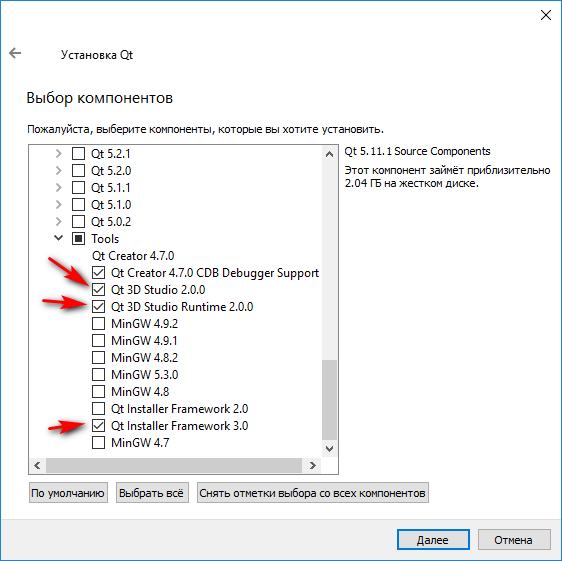 Установка Qt
Выбор компонентов
Пожалуйста, выберите компоненты, которые вы хотите установить.
Qt 5.2.1
Qt 5.2.0
Qt 5.1.1
Qt 5.1.0
Qt 5.0.2
Tools
Qt Creator 4.7.0
Qt Creator 4.7.0 CDB Debugger Support
Qt 3D Studio 2.0.0
Qt 3D Studio Runtime 2.0.0
MinGW 4.9.2
MinGW 4.9.1
MinGW 4.8.2
MinGW 5.3.0
MinGW 4.8
Qt Installer Framework 2.0
Qt Installer Framework 3.0
MinGW 4.7
Qt 5.11.1 Source Components
Этот компонент займёт приблизительно
2.04 ГБ на жестком диске.
По умолчанию
Выбрать всё
Снять отметки выбора со всех компонентов
Далее
Отмена